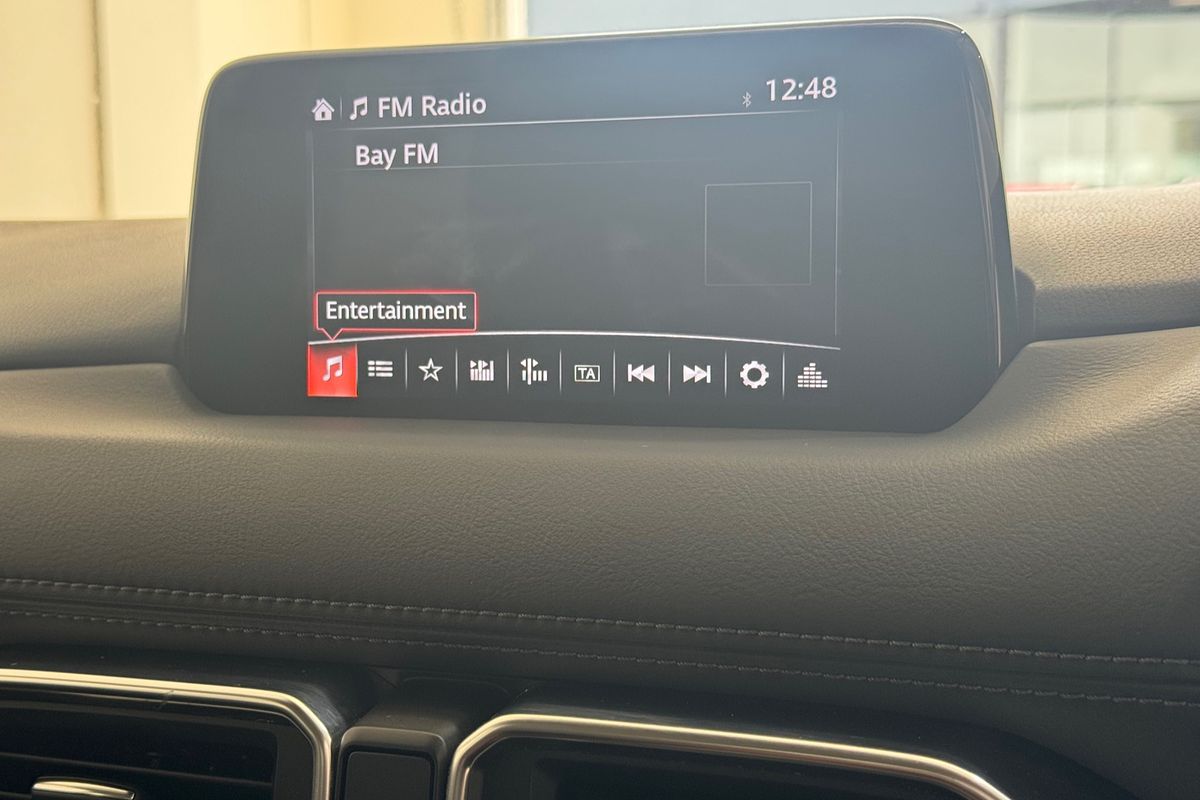 FM Radio
12:48
Bay FM
Entertainment
TA